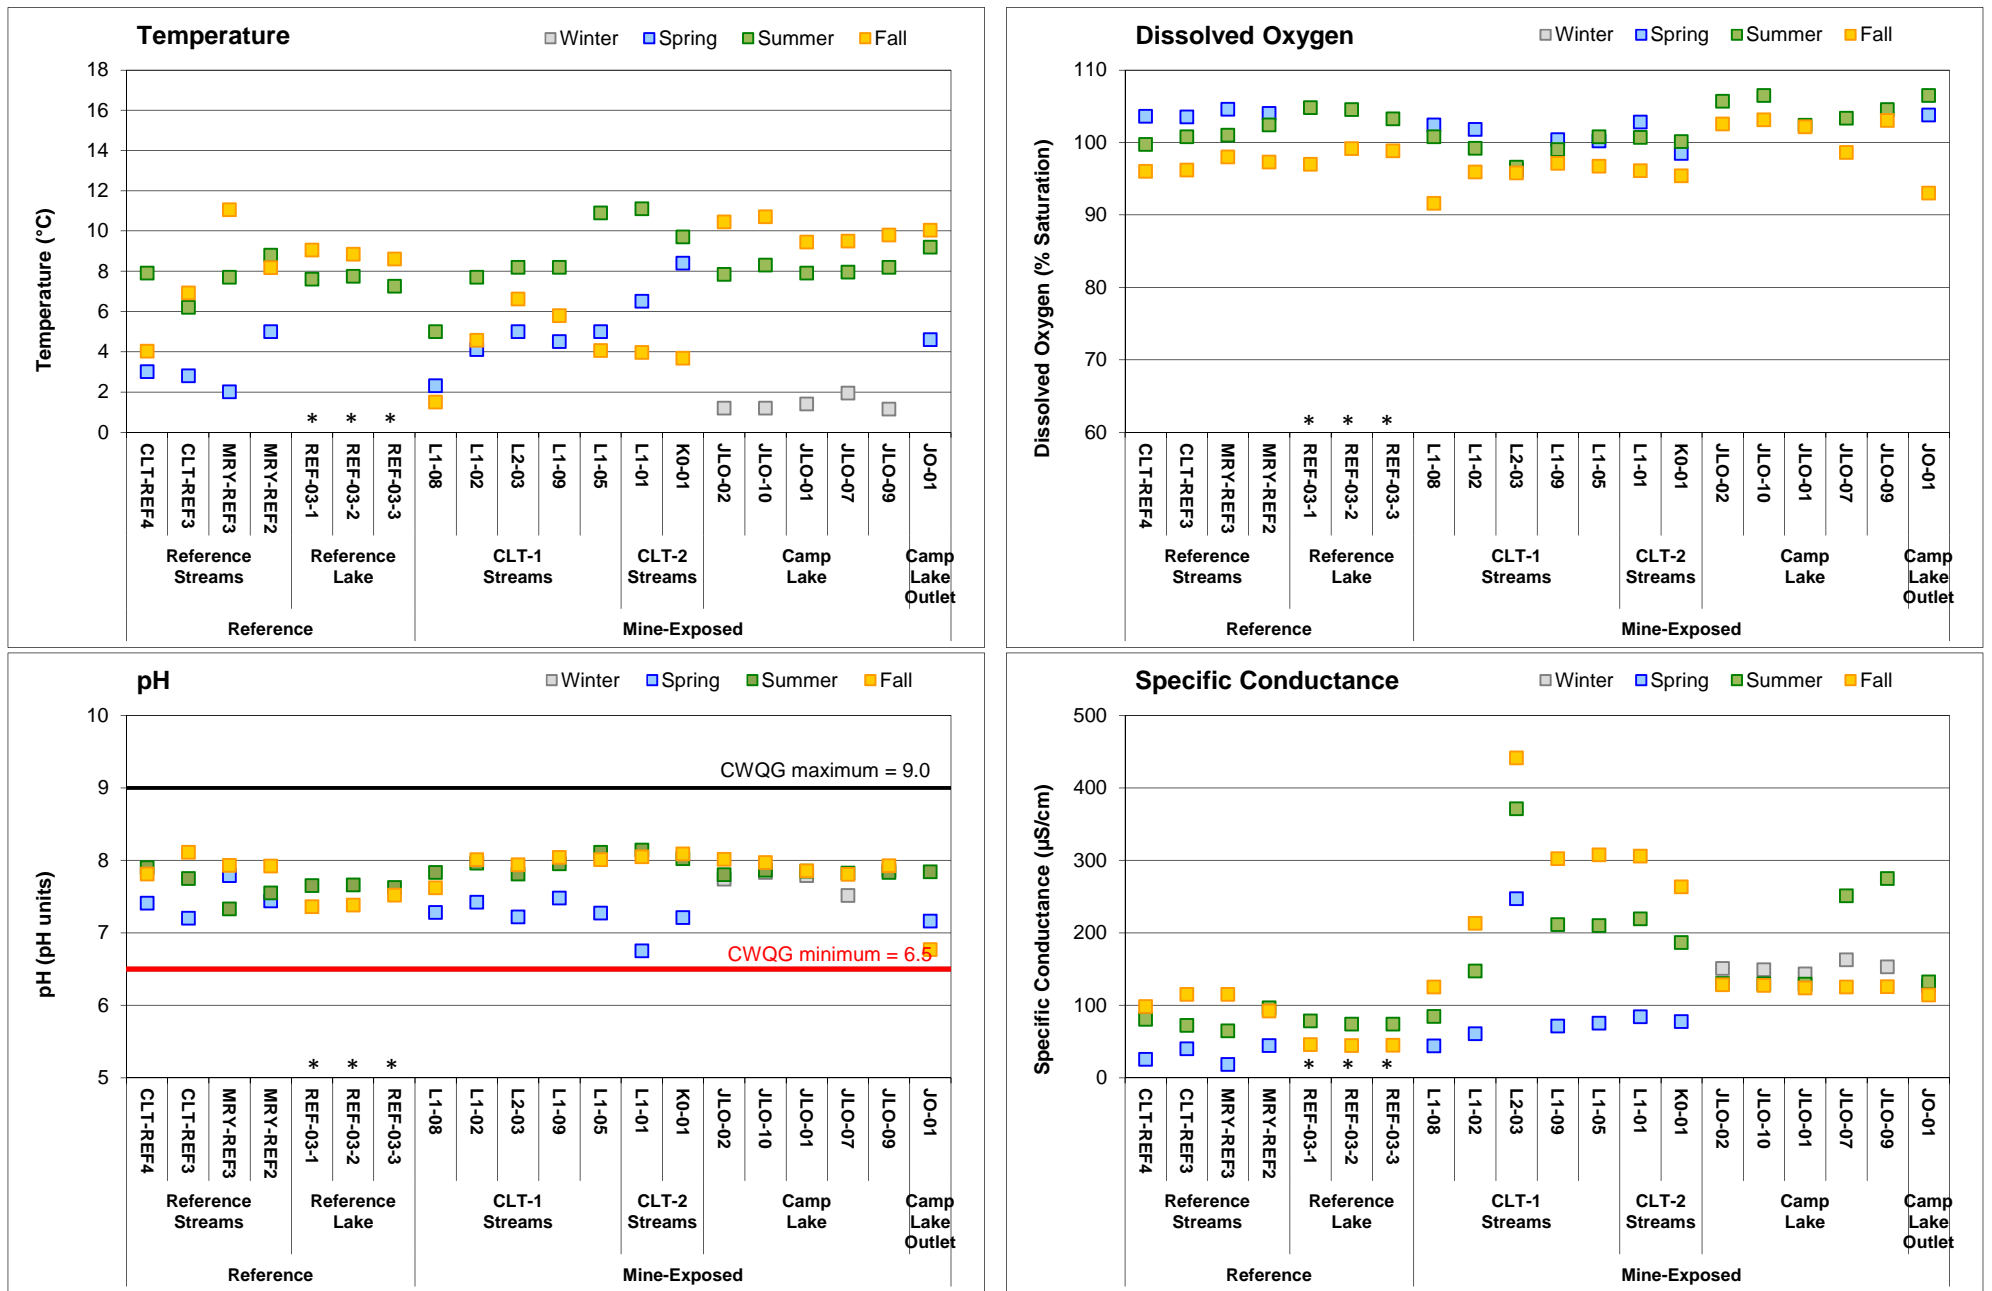 Temperature
Winter Spring Summer Fall
Temperature (°C)
18
16
14
12
10
8
6
4
2
0
* * *
CLT-REF4 CLT-REF3 MRY-REF3 MRY-REF2 REF-03-1 REF-03-2 REF-03-3 L1-08 L1-02 L2-03 L1-09 L1-05 L1-01 K0-01 JLO-02 JLO-10 JLO-01 JLO-07 JLO-09 JO-01
Reference Streams Reference Lake CLT-1 Streams CLT-2 Streams Camp Lake Camp Lake Outlet
Reference Mine-Exposed
Dissolved Oxygen
Winter Spring Summer Fall
Dissolved Oxygen (% Saturation)
110
100
90
80
70
60
* * *
CLT-REF4 CLT-REF3 MRY-REF3 MRY-REF2 REF-03-1 REF-03-2 REF-03-3 L1-08 L1-02 L2-03 L1-09 L1-05 L1-01 K0-01 JLO-02 JLO-10 JLO-01 JLO-07 JLO-09 JO-01
Reference Streams Reference Lake CLT-1 Streams CLT-2 Streams Camp Lake Camp Lake Outlet
Reference Mine-Exposed
pH
Winter Spring Summer Fall
pH (pH units)
10
9
8
7
6
5
CWQG maximum = 9.0
CWQG minimum = 6.5
* * *
CLT-REF4 CLT-REF3 MRY-REF3 MRY-REF2 REF-03-1 REF-03-2 REF-03-3 L1-08 L1-02 L2-03 L1-09 L1-05 L1-01 K0-01 JLO-02 JLO-10 JLO-01 JLO-07 JLO-09 JO-01
Reference Streams Reference Lake CLT-1 Streams CLT-2 Streams Camp Lake Camp Lake Outlet
Reference Mine-Exposed
Specific Conductance
Winter Spring Summer Fall
Specific Conductance (µS/cm)
500
400
300
200
100
0
* * *
CLT-REF4 CLT-REF3 MRY-REF3 MRY-REF2 REF-03-1 REF-03-2 REF-03-3 L1-08 L1-02 L2-03 L1-09 L1-05 L1-01 K0-01 JLO-02 JLO-10 JLO-01 JLO-07 JLO-09 JO-01
Reference Streams Reference Lake CLT-1 Streams CLT-2 Streams Camp Lake Camp Lake Outlet
Reference Mine-Exposed